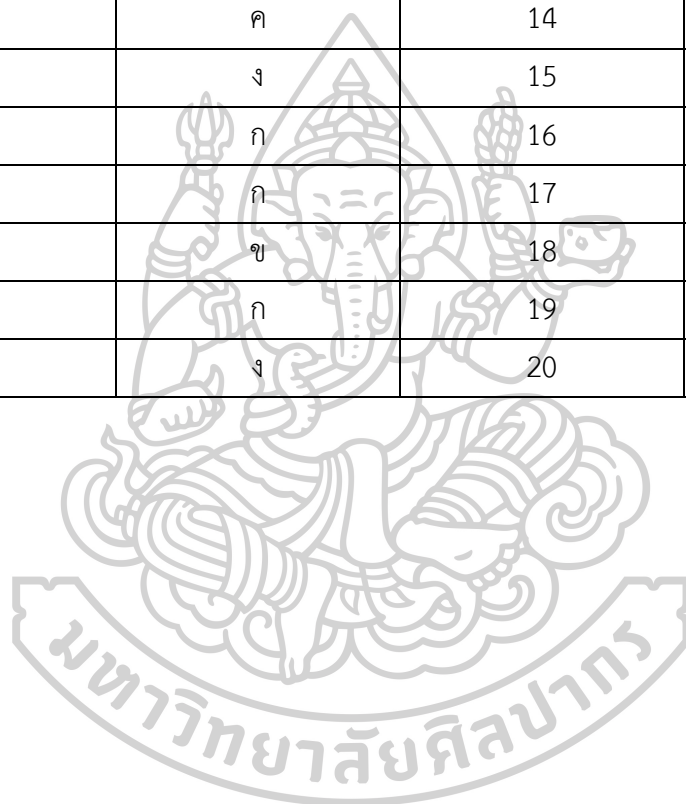 ค 14
ง 15
ก 16
ก 17
ข 18
ก 19
ง 20
มหาวิทยาลัยศิลปากร